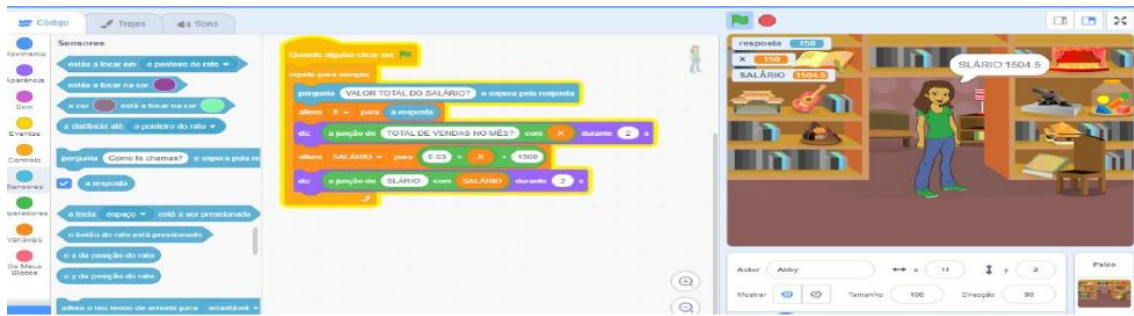 Código
Trajes
Sons
Movimento
Aparência
Som
Eventos
Controlo
Sensores
Operadores
Variáveis
Os Meus
Blocos
Sensores
estás a tocar em o ponteiro do rato
estás a tocar na cor
a cor está a tocar na cor
a distância até o ponteiro do rato
pergunta Como te chamas? e espera pela re
a resposta
a tecla espaço está a ser pressionada
o botão do rato está pressionado
o x da posição do rato
o y da posição do rato
altera o teu modo de arrasto para arrastável
Quando alguém clicar em
repete para sempre
pergunta VALOR TOTAL DO SALÁRIO? e espera pela resposta
altera X para a resposta
diz a junção de TOTAL DE VENDAS NO MÊS? com X durante 2 s
altera SALÁRIO para 0.03 * X + 1500
diz a junção de SLÁRIO: com SALÁRIO durante 2 s
resposta 150
X 150
SALÁRIO 1504.5
SLÁRIO:1504.5
Ator Abby x 11 y 2
Mostrar Tamanho 100 Direcção 90
Palco